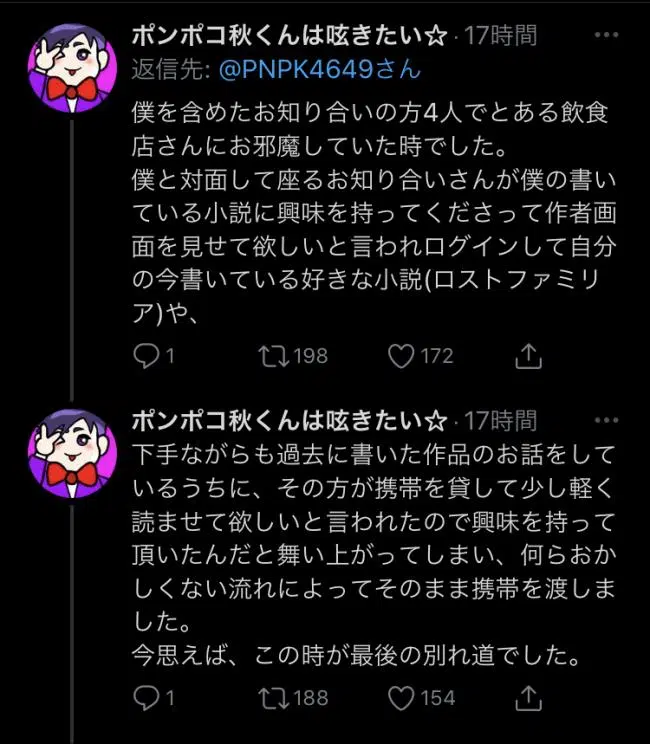 ポンポコ秋くんは呟きたい☆ · 17時間
返信先: @PNPK4649さん
僕を含めたお知り合いの方4人でとある飲食
店さんにお邪魔していた時でした。
僕と対面して座るお知り合いさんが僕の書い
ている小説に興味を持ってくださって作者画
面を見せて欲しいと言われログインして自分
の今書いている好きな小説(ロストファミリ
ア)や、
1 198 172
ポンポコ秋くんは呟きたい☆ · 17時間
下手ながらも過去に書いた作品のお話をして
いるうちに、その方が携帯を貸して少し軽く
読ませて欲しいと言われたので興味を持って
頂いたんだと舞い上がってしまい、何らおか
しくない流れによってそのまま携帯を渡しま
した。
今思えば、この時が最後の別れ道でした。
1 188 154